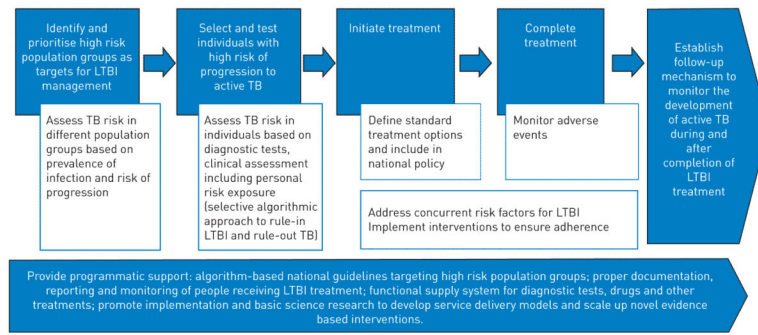 Identify and
prioritise high risk
population groups as
targets for LTBI
management
Assess TB risk in
different population
groups based on
prevalence of
infection and risk of
progression
Select and test
individuals with
high risk of
progression to
active TB
Assess TB risk in
individuals based on
diagnostic tests,
clinical assessment
including personal
risk exposure
(selective algorithmic
approach to rule-in
LTBI and rule-out TB)
Initiate treatment
Define standard
treatment options
and include in
national policy
Complete
treatment
Monitor adverse
events
Address concurrent risk factors for LTBI
Implement interventions to ensure adherence
Establish
follow-up
mechanism to
monitor the
development
of active TB
during and
after
completion of
LTBI
treatment
Provide programmatic support: algorithm-based national guidelines targeting high risk population groups; proper documentation,
reporting and monitoring of people receiving LTBI treatment; functional supply system for diagnostic tests, drugs and other
treatments; promote implementation and basic science research to develop service delivery models and scale up novel evidence
based interventions.